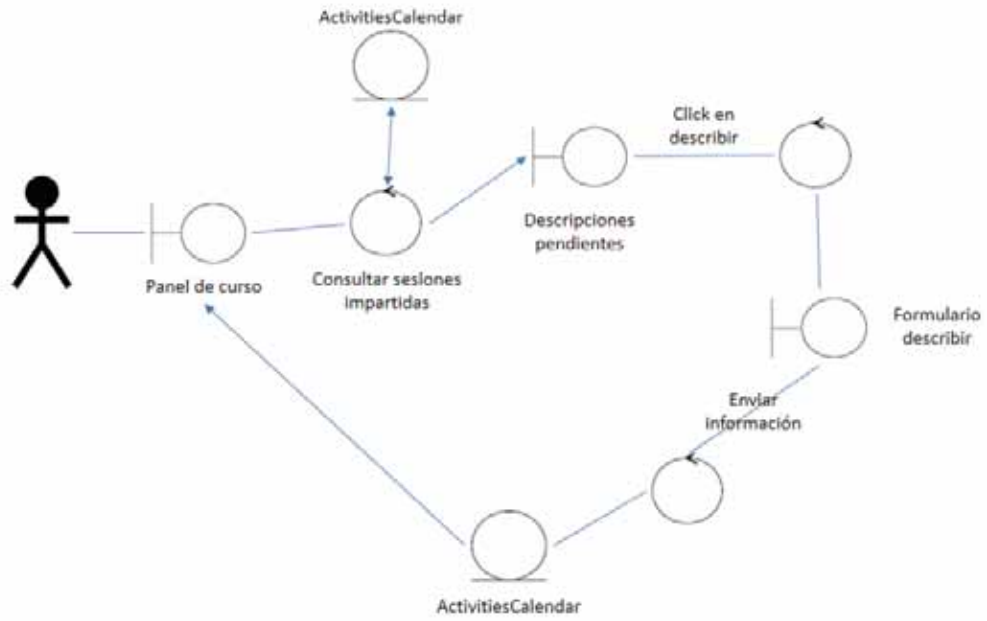 ActivitiesCalendar
Click en
describir
Descripciones
pendientes
Panel de curso
Consultar sesiones
impartidas
Formulario
describir
Enviar
información
ActivitiesCalendar